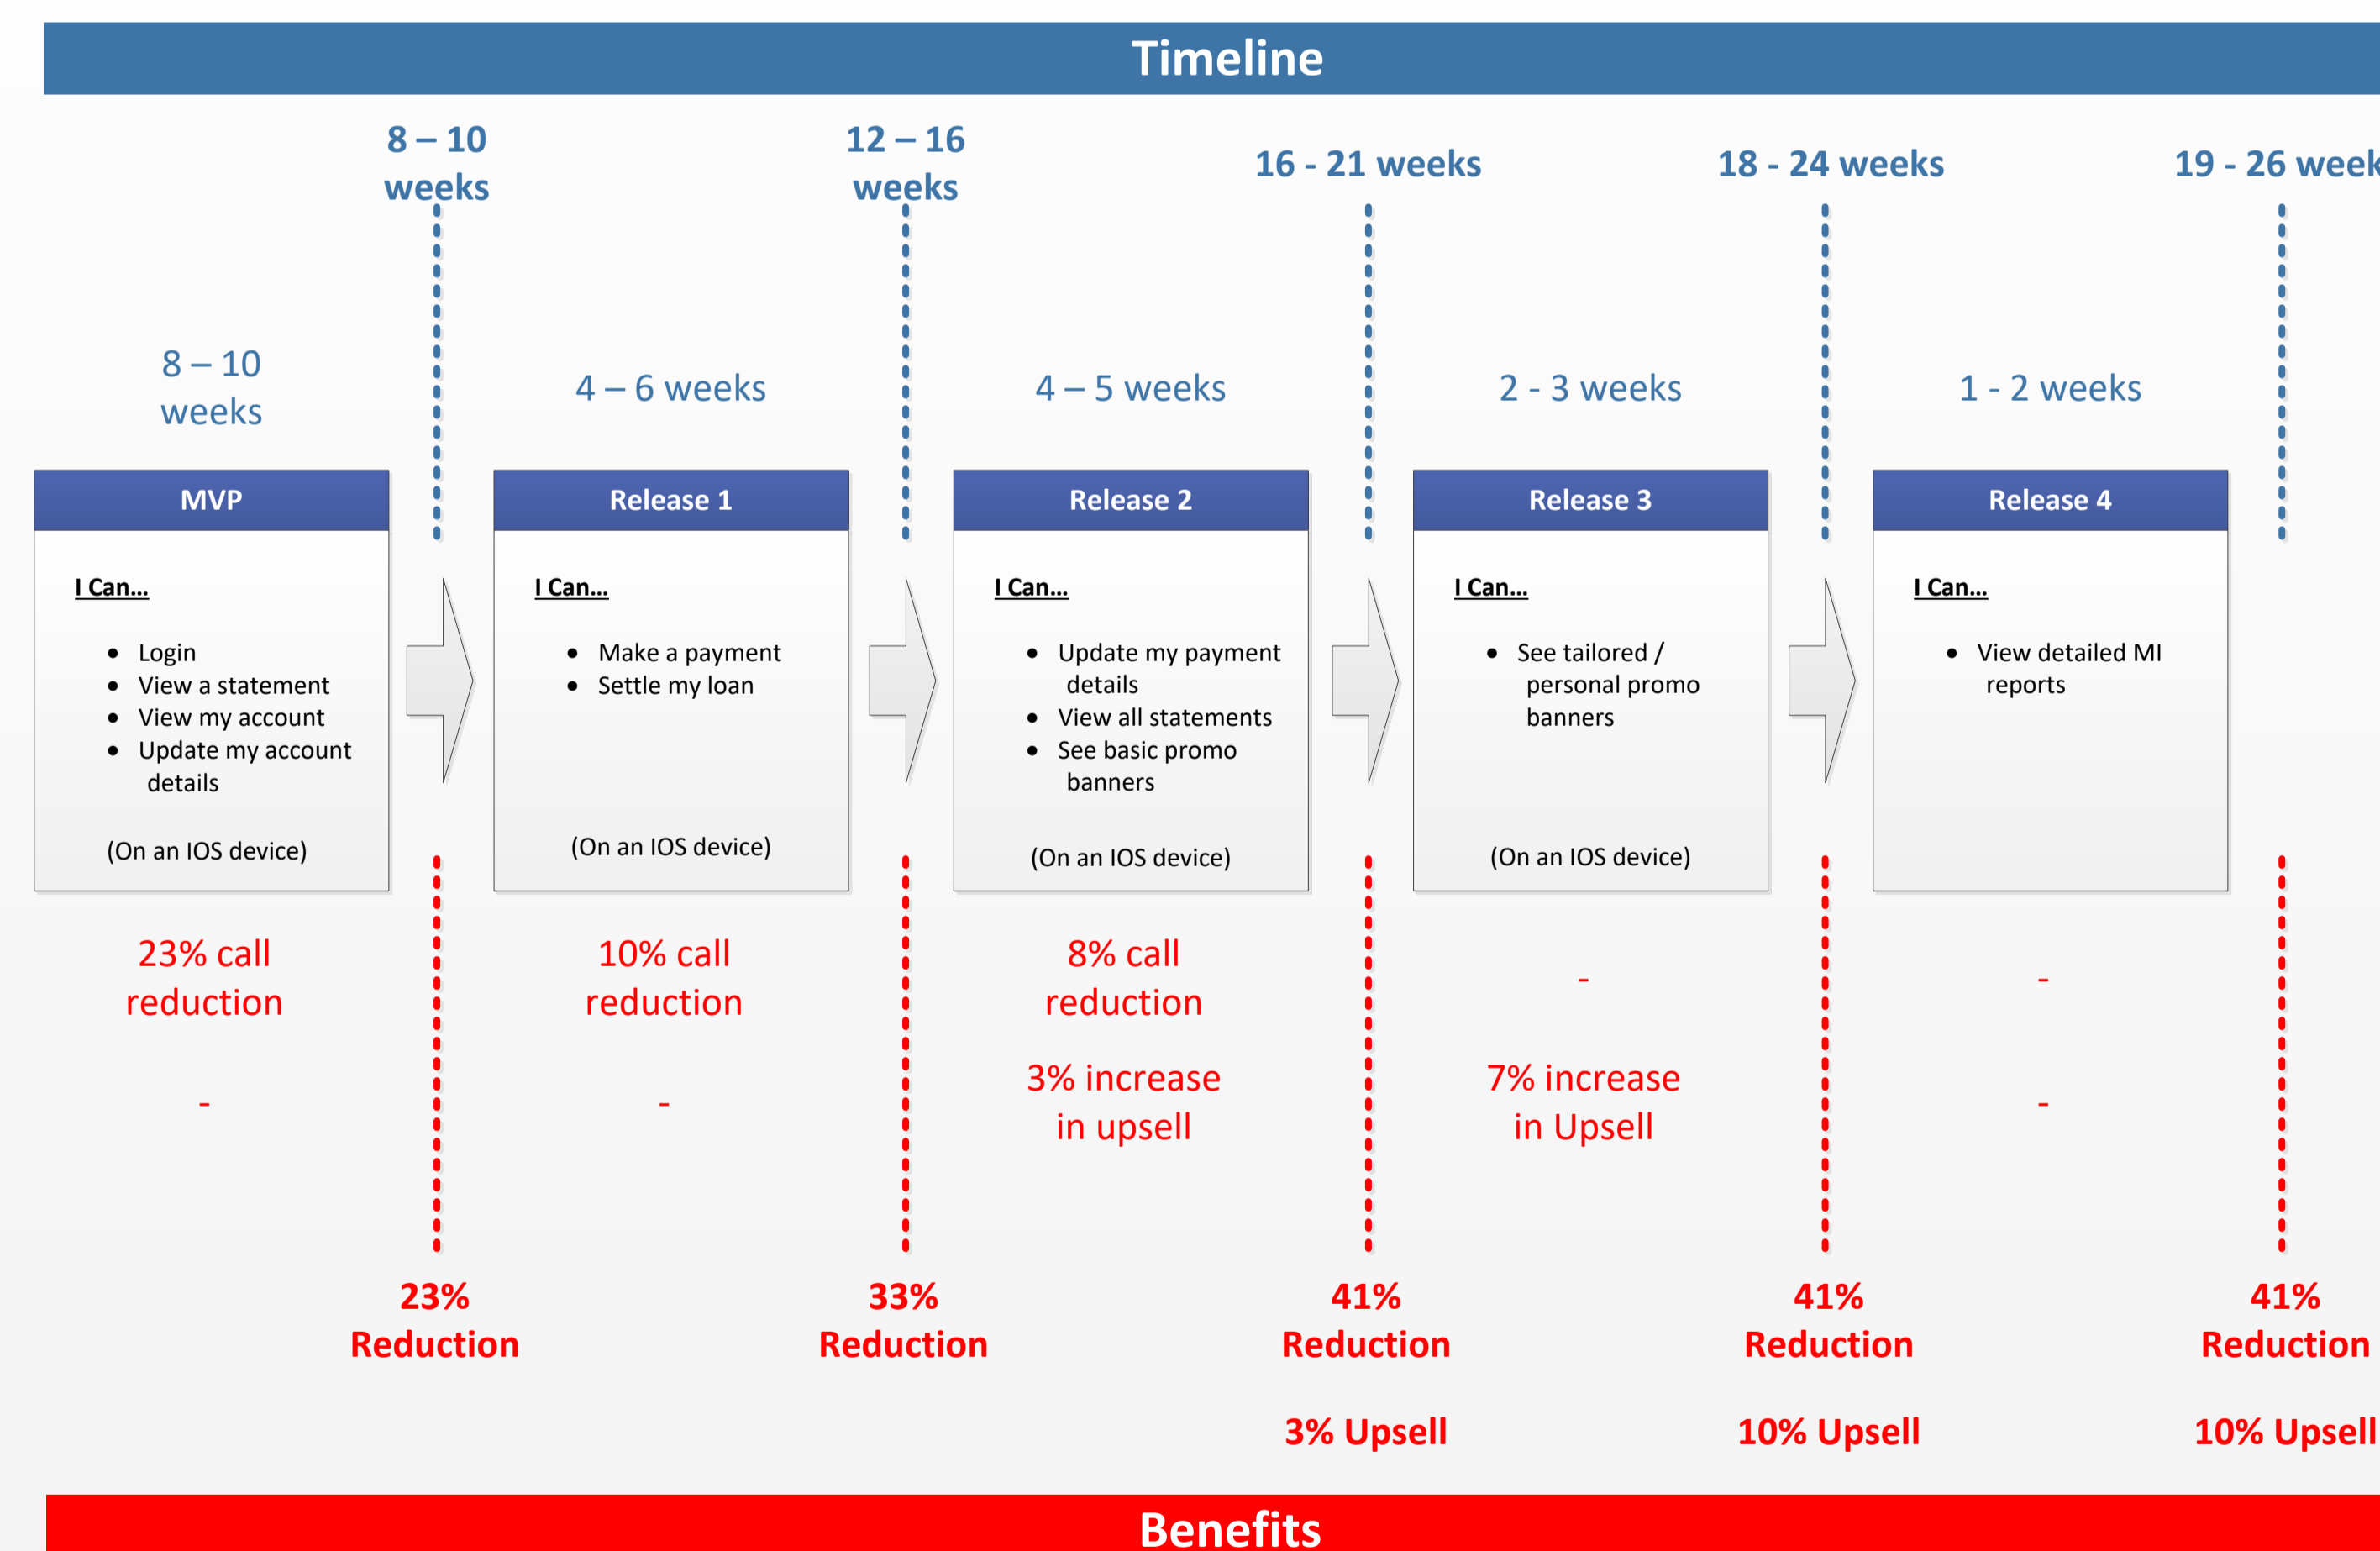 Timeline
8 – 10
weeks
12 – 16
weeks
16 - 21 weeks
18 - 24 weeks
19 - 26 week
8 – 10
weeks
4 – 6 weeks
4 – 5 weeks
2 - 3 weeks
1 - 2 weeks
MVP
I Can...
• Login
• View a statement
• View my account
• Update my account
details
(On an IOS device)
Release 1
I Can...
• Make a payment
• Settle my loan
(On an IOS device)
Release 2
I Can...
• Update my payment
details
• View all statements
• See basic promo
banners
(On an IOS device)
Release 3
I Can...
• See tailored /
personal promo
banners
(On an IOS device)
Release 4
I Can...
• View detailed MI
reports
23% call
reduction
10% call
reduction
8% call
reduction
-
-
-
-
3% increase
in upsell
7% increase
in Upsell
-
23%
Reduction
33%
Reduction
41%
Reduction
41%
Reduction
41%
Reduction
3% Upsell
10% Upsell
10% Upsell
Benefits